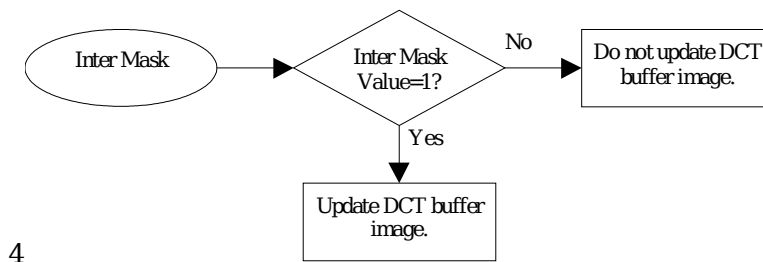 Inter Mask
Inter Mask
Value=1?
No
Do not update DCT
buffer image.
Yes
Update DCT buffer
image.
4